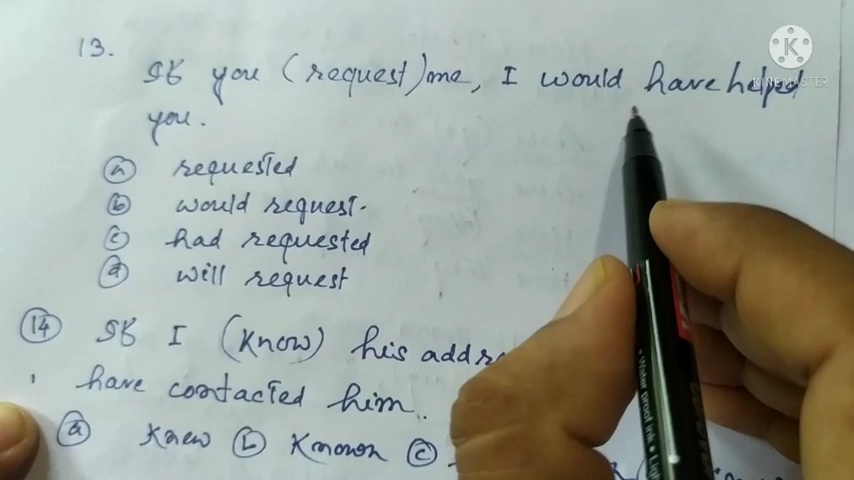 13.
If you (request) me, I would have helped
you.
(a) requested
(b) would request.
(c) had requested
(d) will request
(14) If I (know) his
have contacted him.
(a) knew (b) known (c)
K
KINEMASTER